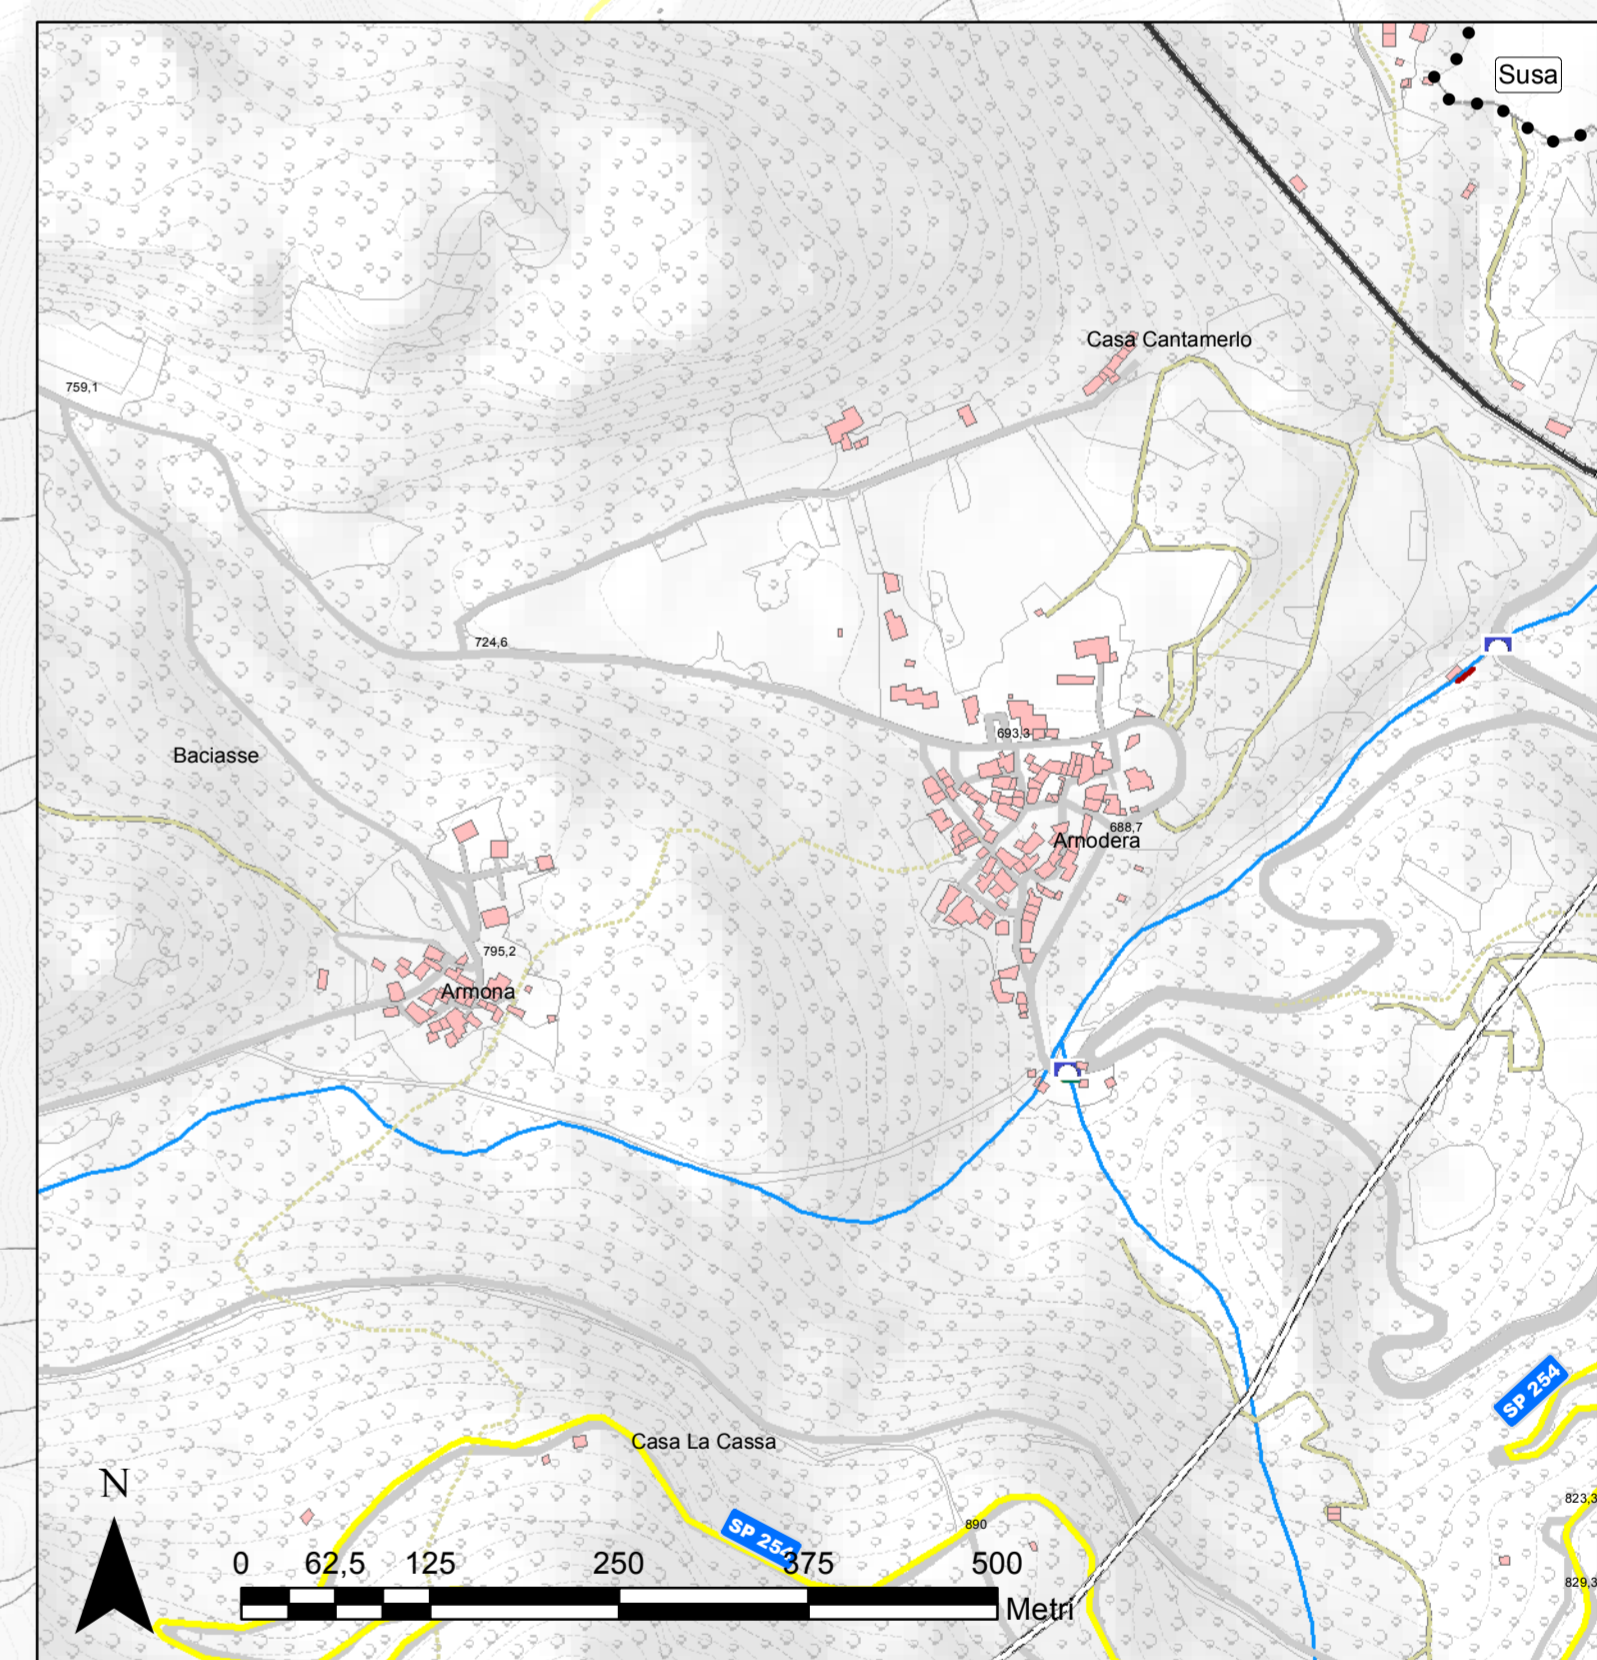 Susa
Casa Cantamerlo
759,1
724,6
693,3
Baciasse
688,7
Arnodera
795,2
Armona
SP 254
Casa La Cassa
N
823,3
SP 254
890
0 62,5 125 250 375 500
829,3
Metri